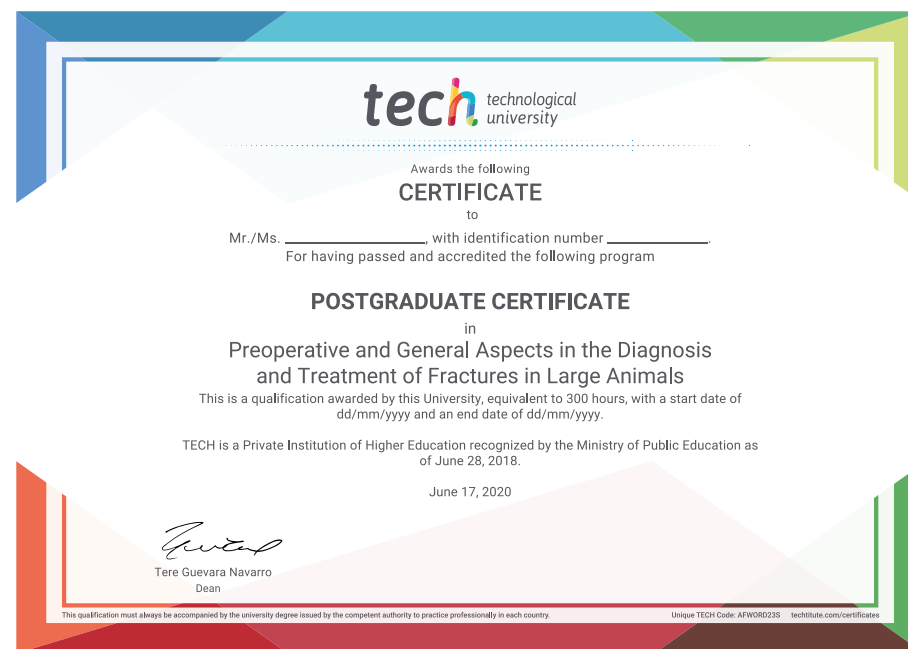 tech technological
university
Awards the following
CERTIFICATE
to
Mr./Ms. ____________________, with identification number ______________.
For having passed and accredited the following program
POSTGRADUATE CERTIFICATE
in
Preoperative and General Aspects in the Diagnosis
and Treatment of Fractures in Large Animals
This is a qualification awarded by this University, equivalent to 300 hours, with a start date of
dd/mm/yyyy and an end date of dd/mm/yyyy.
TECH is a Private Institution of Higher Education recognized by the Ministry of Public Education as
of June 28, 2018.
June 17, 2020
Tere Guevara Navarro
Dean
This qualification must always be accompanied by the university degree issued by the competent authority to practice professionally in each country.
Unique TECH Code: AFWORD23S techtitute.com/certificates